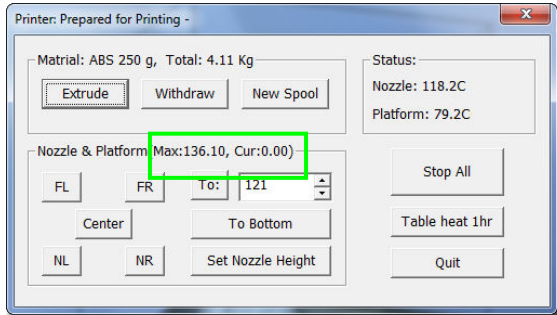 Printer: Prepared for Printing -
Matrial: ABS 250 g, Total: 4.11 Kg
Extrude
Withdraw
New Spool
Status:
Nozzle: 118.2C
Platform: 79.2C
Nozzle & Platform Max:136.10, Cur:0.00)
FL
FR
To:
121
Center
To Bottom
NL
NR
Set Nozzle Height
Stop All
Table heat 1hr
Quit